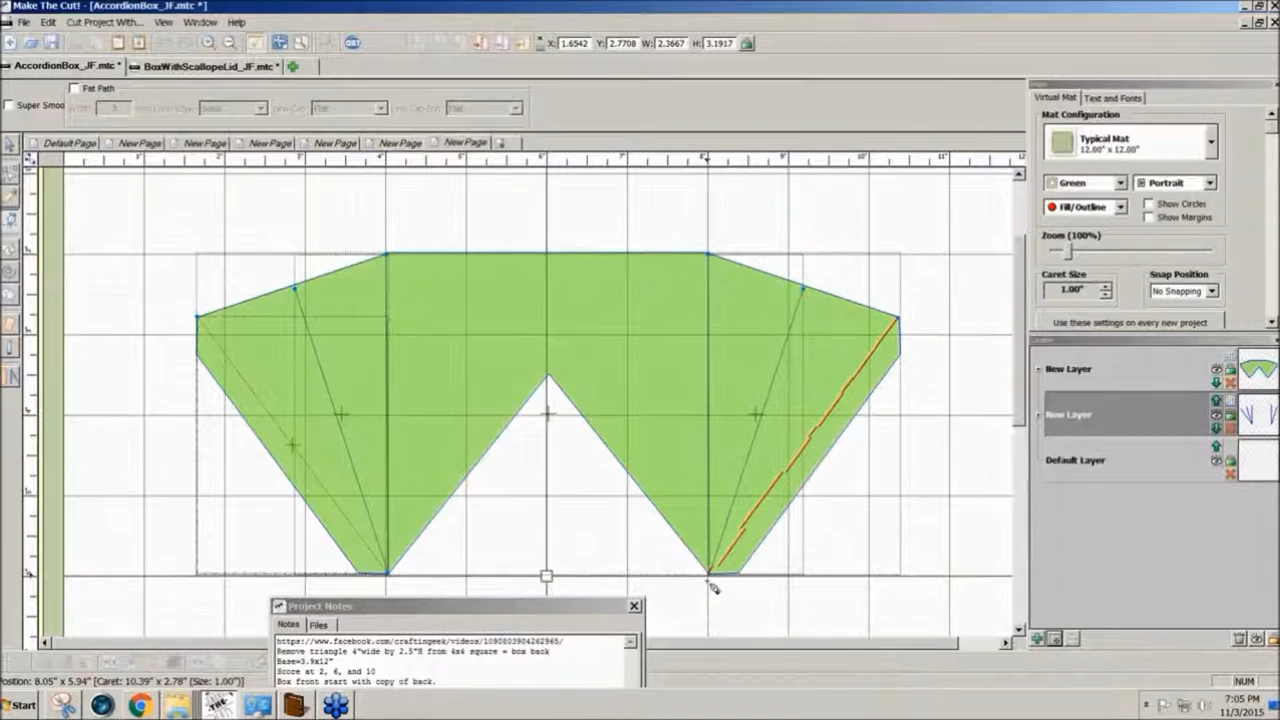 Make The Cut! - [AccordionBox_JF.mtc *]
File Edit Cut Project With... View Window Help
X: 1.6542 Y: 2.7708 W: 2.3667 H: 3.1917
AccordionBox_JF.mtc * BoxWithScallopeLid_JF.mtc *
Fat Path
Super Smoo
Default Page New Page New Page New Page New Page New Page New Page
Virtual Mat Text and Fonts
Mat Configuration
Typical Mat
12.00" x 12.00"
Green Portrait
Fill/Outline Show Circles
Show Margins
Zoom (100%)
Caret Size Snap Position
1.00" No Snapping
Use these settings on every new project
New Layer
New Layer
Default Layer
Project Notes
Notes Files
https://www.facebook.com/craftingeek/videos/1090803904262965/
Remove triangle 4"wide by 2.5"H from 4x4 square = box back
Base=3.9x12"
Score at 2, 6, and 10
Box front start with copy of back.
Position: 8.05" x 5.94" [Caret: 10.39" x 2.78" (Size: 1.00")]
NUM
Start
7:05 PM
11/3/2015